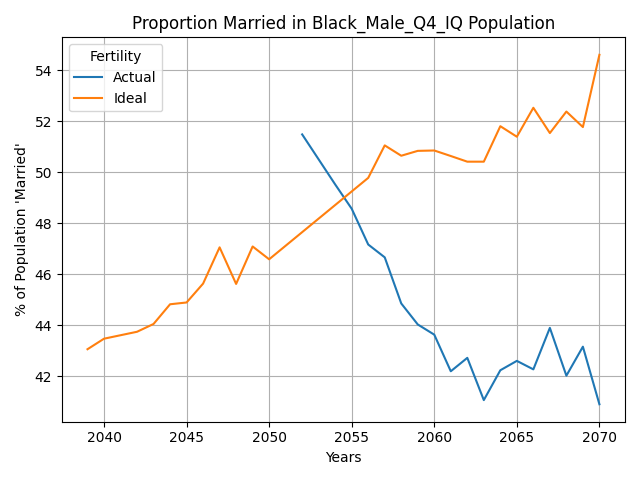 Proportion Married in Black_Male_Q4_IQ Population
% of Population 'Married'
Fertility
Actual
Ideal
54
52
50
48
46
44
42
2040 2045 2050 2055 2060 2065 2070
Years